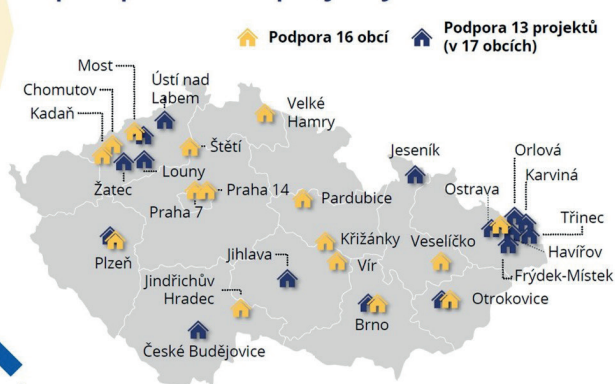 Podpora 16 obcí
Podpora 13 projektů
(v 17 obcích)
Most
Ústí nad
Labem
Chomutov
Kadaň
Velké
Hamry
Štětí
Louny
Žatec
Praha 14
Praha 7
Pardubice
Jeseník
Orlová
Karviná
Ostrava
Třinec
Havířov
Frýdek-Místek
Plzeň
Jihlava
Křižánky
Veselíčko
Vír
Jindřichův
Hradec
Otrokovice
Brno
České Budějovice